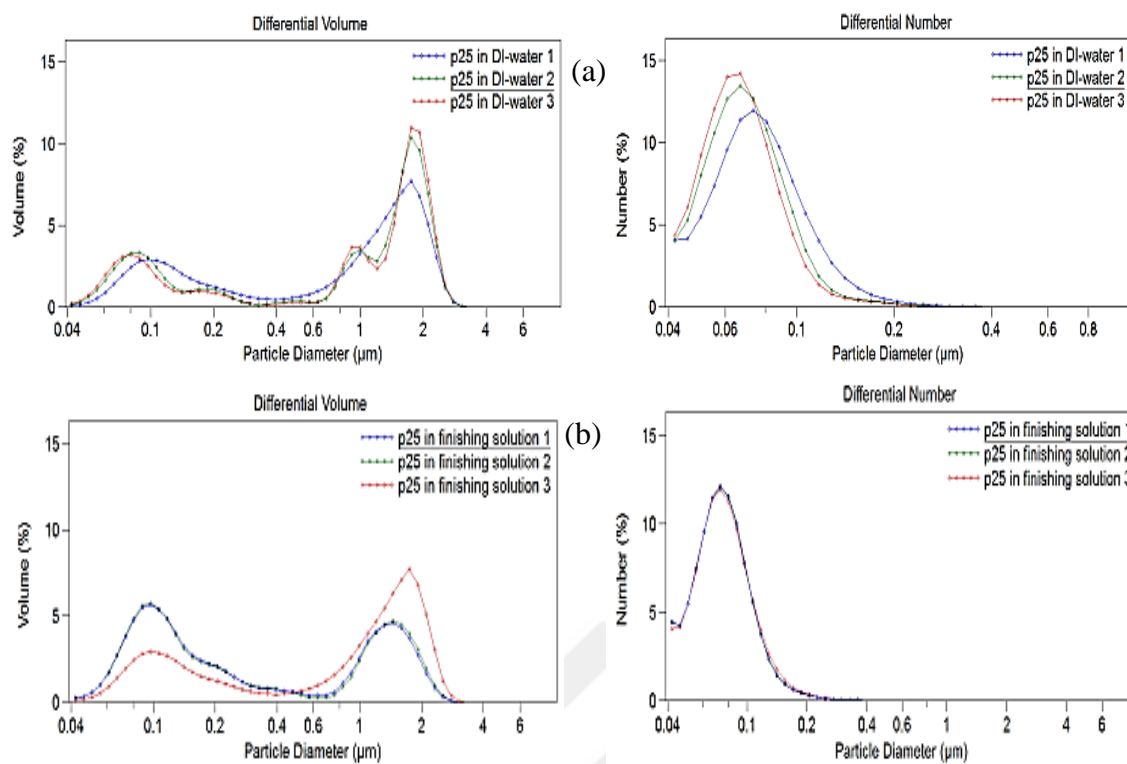 Differential Volume
15
10
5
0
Volume (%)
p25 in DI-water 1
p25 in DI-water 2
p25 in DI-water 3
0.04 0.1 0.2 0.4 0.6 1 2 4 6
Particle Diameter (µm)
(a)
Differential Number
15
10
5
0
Number (%)
p25 in DI-water 1
p25 in DI-water 2
p25 in DI-water 3
0.04 0.06 0.1 0.2 0.4 0.6 0.8
Particle Diameter (µm)
Differential Volume
15
10
5
0
Volume (%)
p25 in finishing solution 1
p25 in finishing solution 2
p25 in finishing solution 3
0.04 0.1 0.2 0.4 0.6 1 2 4 6
Particle Diameter (µm)
(b)
Differential Number
15
10
5
0
Number (%)
p25 in finishing solution 1
p25 in finishing solution 2
p25 in finishing solution 3
0.04 0.1 0.2 0.4 0.6 1 2 4 6
Particle Diameter (µm)